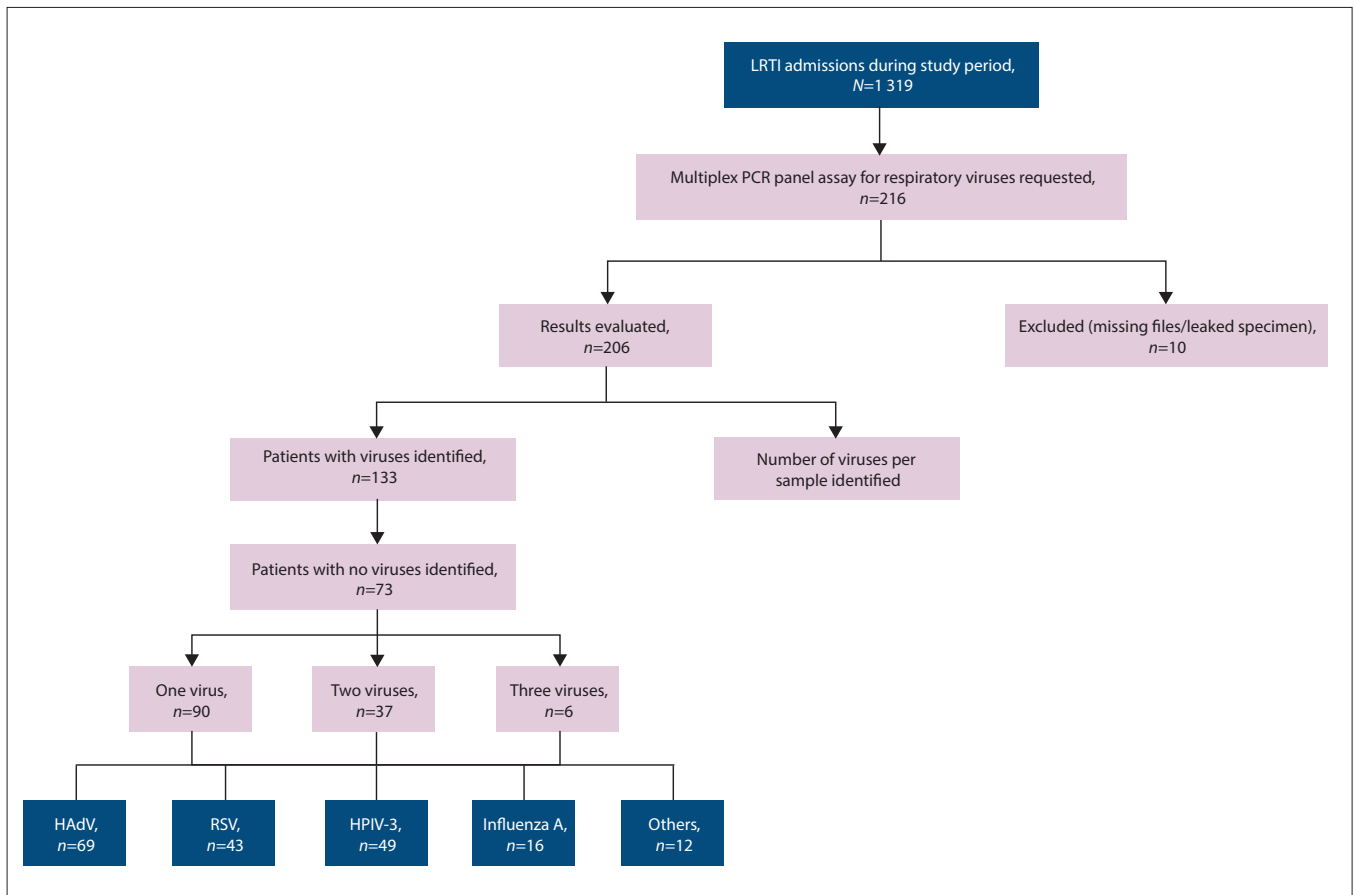 LRTI admissions during study period,
N=1 319
Multiplex PCR panel assay for respiratory viruses requested,
n=216
Results evaluated,
n=206
Excluded (missing files/leaked specimen),
n=10
Patients with viruses identified,
n=133
Number of viruses per
sample identified
Patients with no viruses identified,
n=73
One virus,
n=90
Two viruses,
n=37
Three viruses,
n=6
HAdV,
n=69
RSV,
n=43
HPIV-3,
n=49
Influenza A,
n=16
Others,
n=12